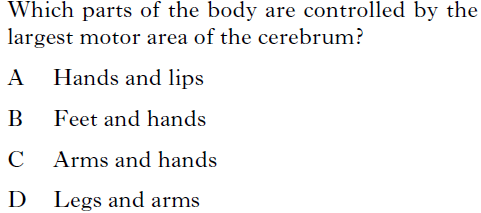 Which parts of the body are controlled by the
largest motor area of the cerebrum?
A Hands and lips
B Feet and hands
C Arms and hands
D Legs and arms